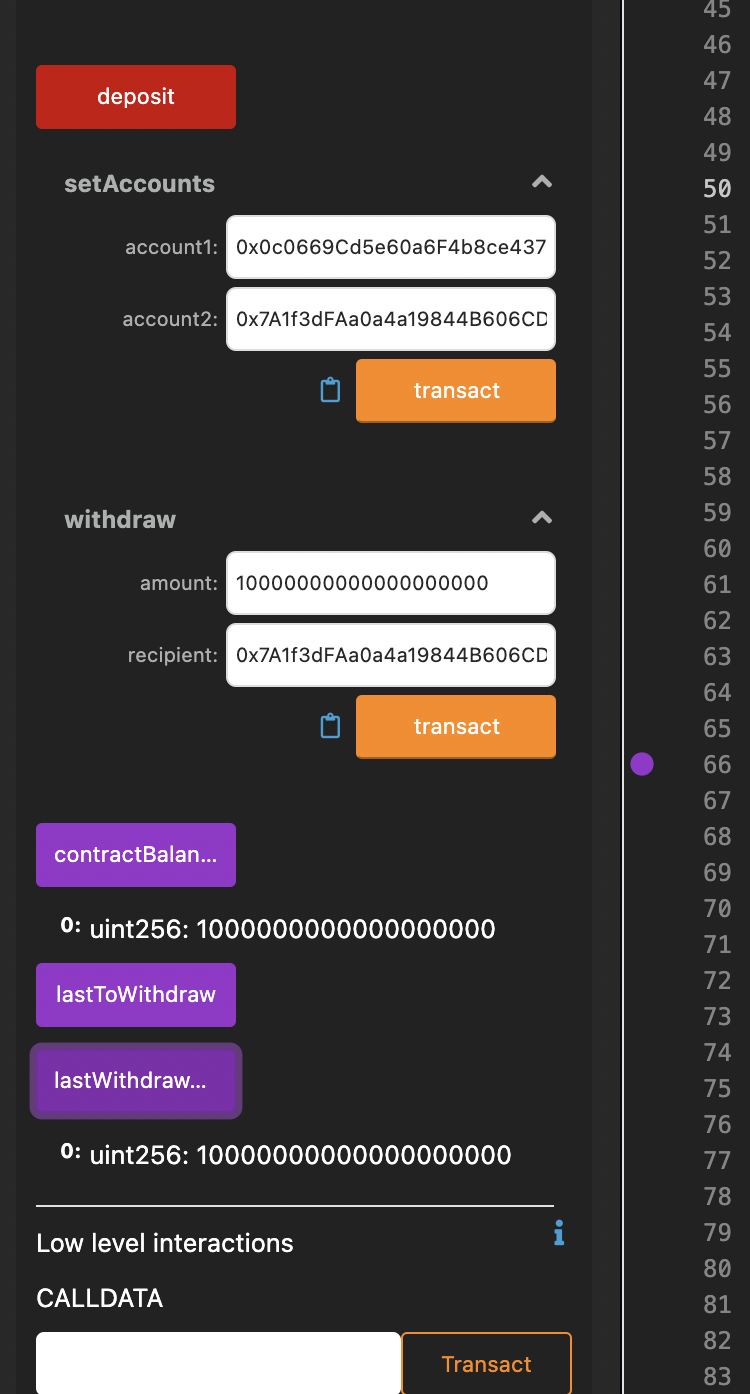 deposit
setAccounts
account1: 0x0c0669Cd5e60a6F4b8ce437
account2: 0x7A1f3dFAa0a4a19844B606CD
transact
withdraw
amount: 10000000000000000000
recipient: 0x7A1f3dFAa0a4a19844B606CD
transact
contractBalan...
0: uint256: 1000000000000000000
lastToWithdraw
lastWithdraw...
0: uint256: 10000000000000000000
Low level interactions
CALLDATA
Transact
45
46
47
48
49
50
51
52
53
54
55
56
57
58
59
60
61
62
63
64
65
66
67
68
69
70
71
72
73
74
75
76
77
78
79
80
81
82
83